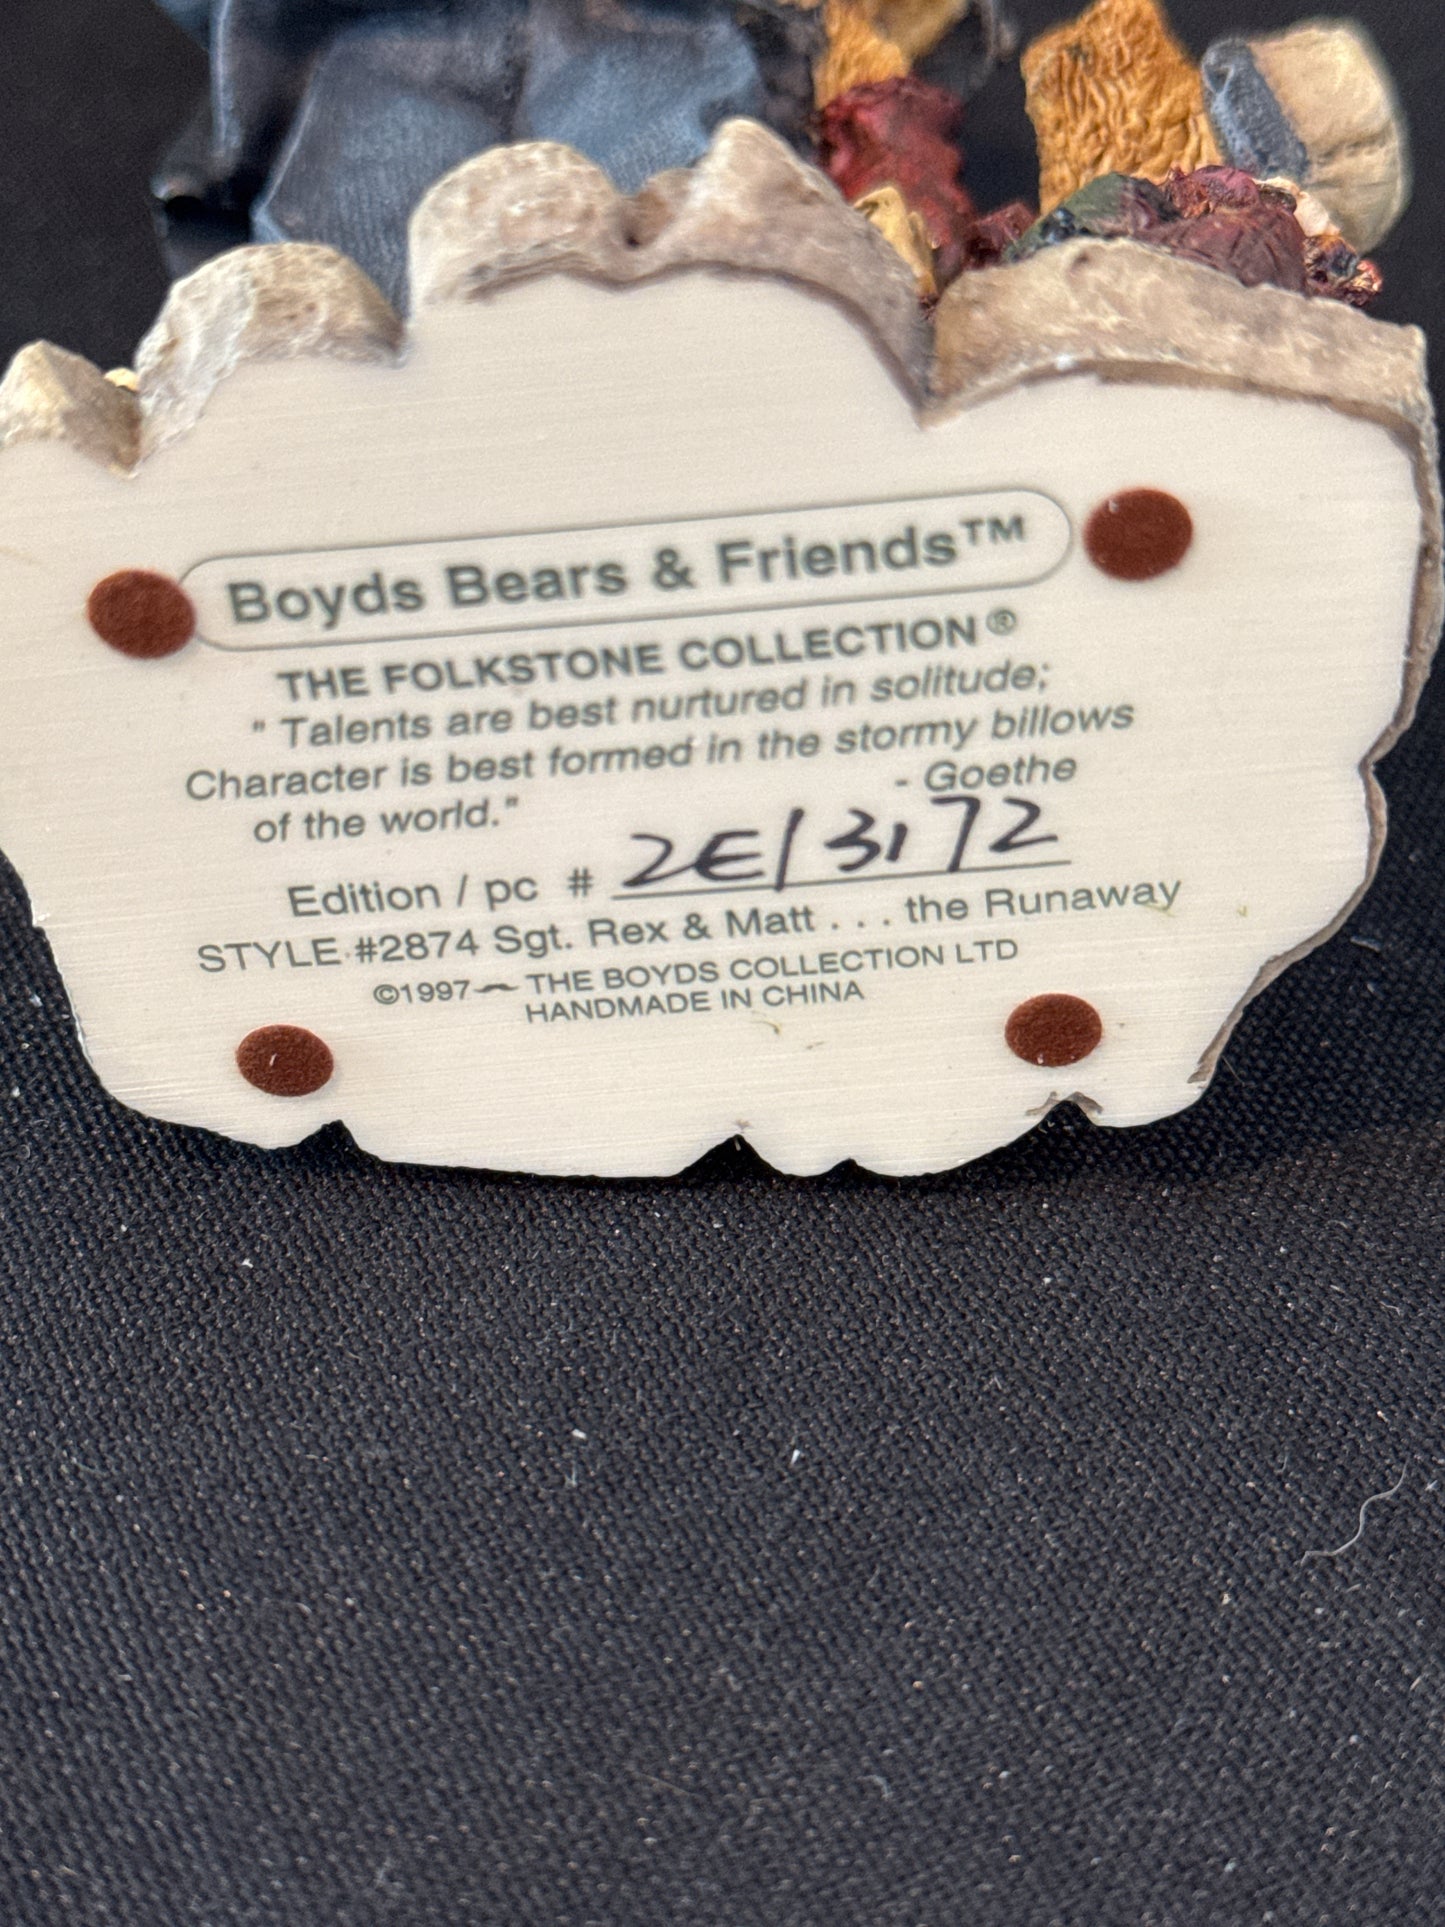 Boyds Bears & Friends™
THE FOLKSTONE COLLECTION ®
" Talents are best nurtured in solitude;
Character is best formed in the stormy billows
of the world." - Goethe
Edition / pc # 2E/3172
STYLE #2874 Sgt. Rex & Matt . . . the Runaway
©1997 THE BOYDS COLLECTION LTD
HANDMADE IN CHINA